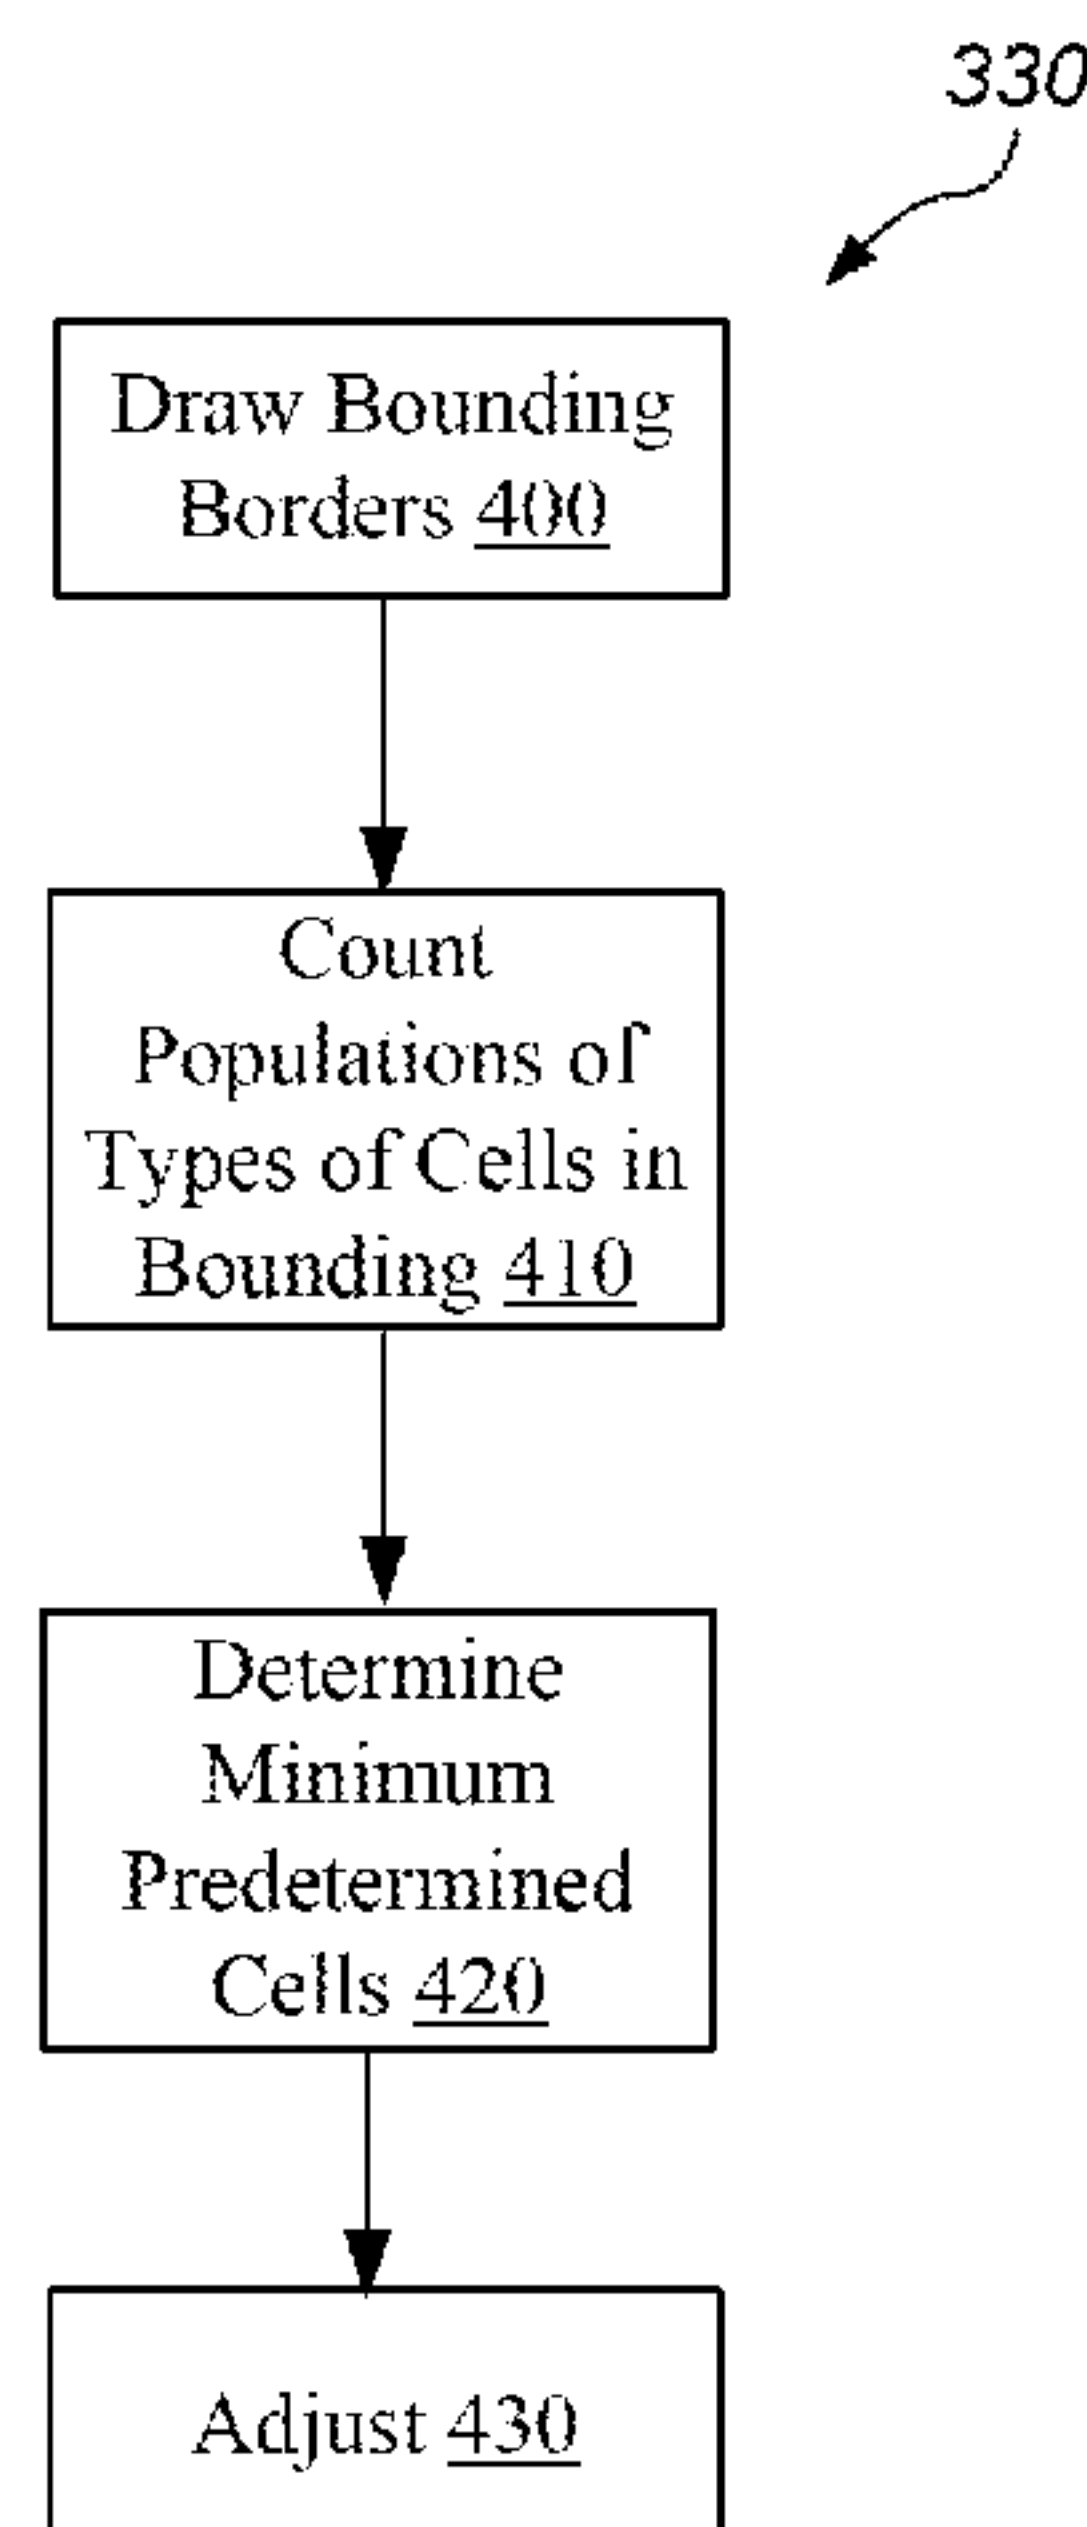 330
Draw Bounding
Borders 400
Count
Populations of
Types of Cells in
Bounding 410
Determine
Minimum
Predetermined
Cells 420
Adjust 430